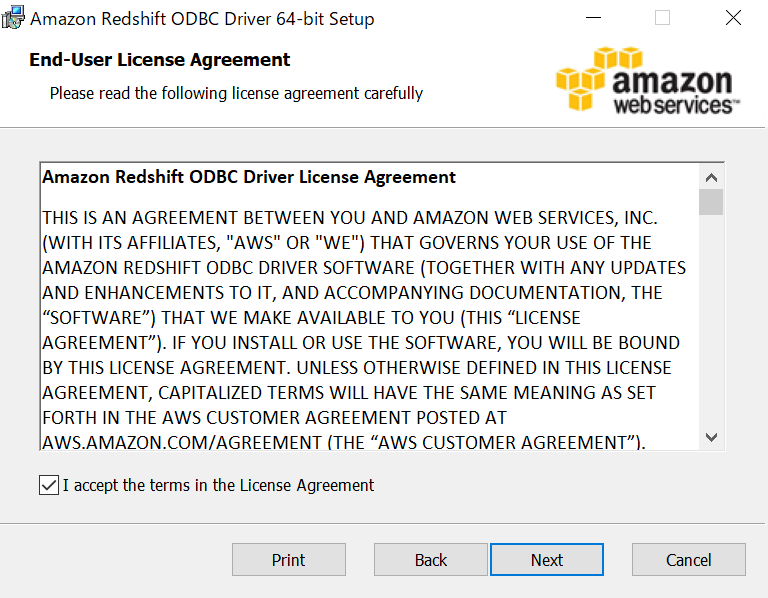 Amazon Redshift ODBC Driver 64-bit Setup
End-User License Agreement
Please read the following license agreement carefully
amazon
web services™
Amazon Redshift ODBC Driver License Agreement
THIS IS AN AGREEMENT BETWEEN YOU AND AMAZON WEB SERVICES, INC.
(WITH ITS AFFILIATES, "AWS" OR "WE") THAT GOVERNS YOUR USE OF THE
AMAZON REDSHIFT ODBC DRIVER SOFTWARE (TOGETHER WITH ANY UPDATES
AND ENHANCEMENTS TO IT, AND ACCOMPANYING DOCUMENTATION, THE
“SOFTWARE”) THAT WE MAKE AVAILABLE TO YOU (THIS “LICENSE
AGREEMENT”). IF YOU INSTALL OR USE THE SOFTWARE, YOU WILL BE BOUND
BY THIS LICENSE AGREEMENT. UNLESS OTHERWISE DEFINED IN THIS LICENSE
AGREEMENT, CAPITALIZED TERMS WILL HAVE THE SAME MEANING AS SET
FORTH IN THE AWS CUSTOMER AGREEMENT POSTED AT
AWS.AMAZON.COM/AGREEMENT (THE “AWS CUSTOMER AGREEMENT”).
I accept the terms in the License Agreement
Print
Back
Next
Cancel